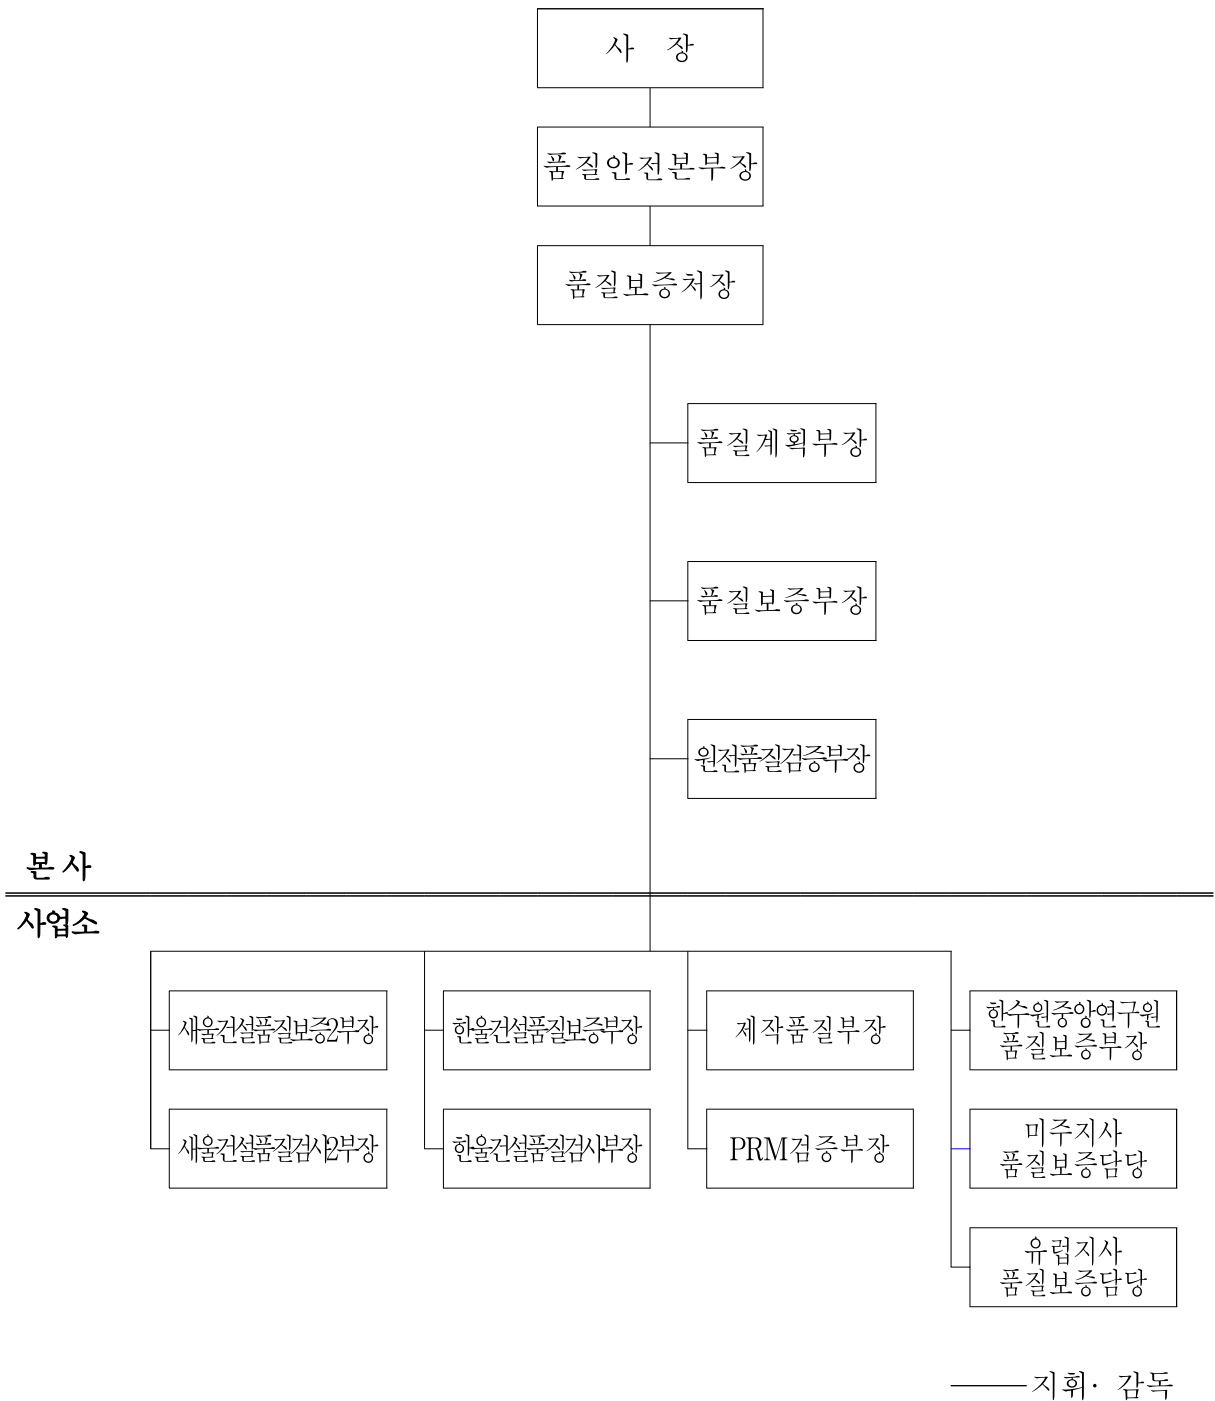 사 장
품질안전본부장
품질보증처장
품질계획부장
품질보증부장
원전품질검증부장
본 사
사업소
새울건설품질보증2부장
한울건설품질보증부장
제작품질부장
한수원중앙연구원
품질보증부장
새울건설품질검사2부장
한울건설품질검사부장
PRM검증부장
미주지사
품질보증담당
유럽지사
품질보증담당
지휘· 감독